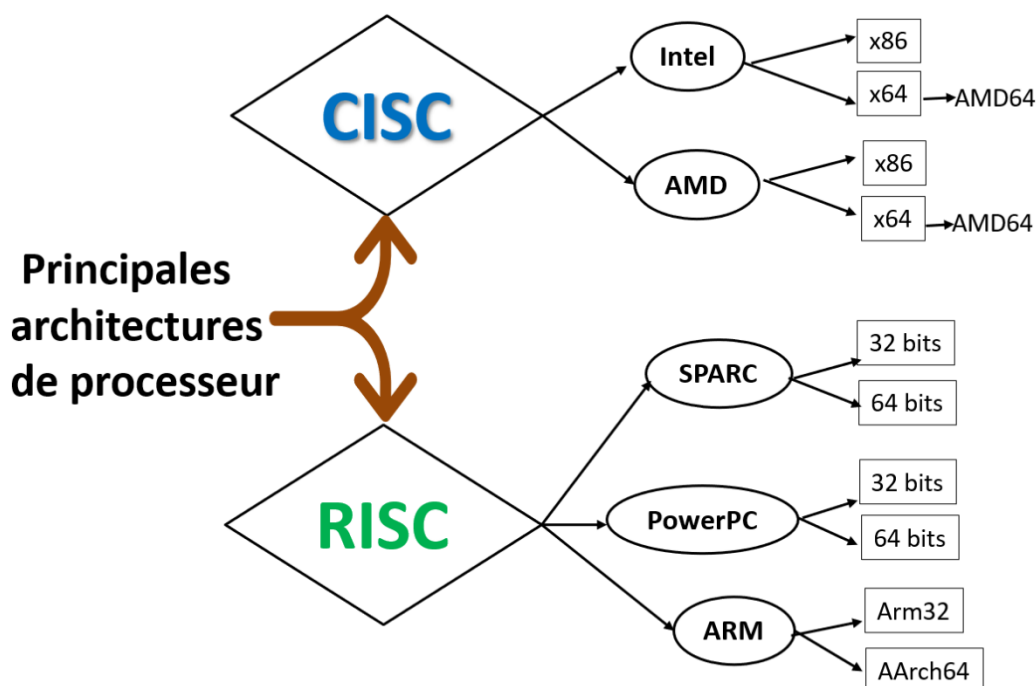 Principales
architectures
de processeur
CISC
Intel
x86
x64
AMD64
AMD
x86
x64
AMD64
RISC
SPARC
32 bits
64 bits
PowerPC
32 bits
64 bits
ARM
Arm32
AArch64